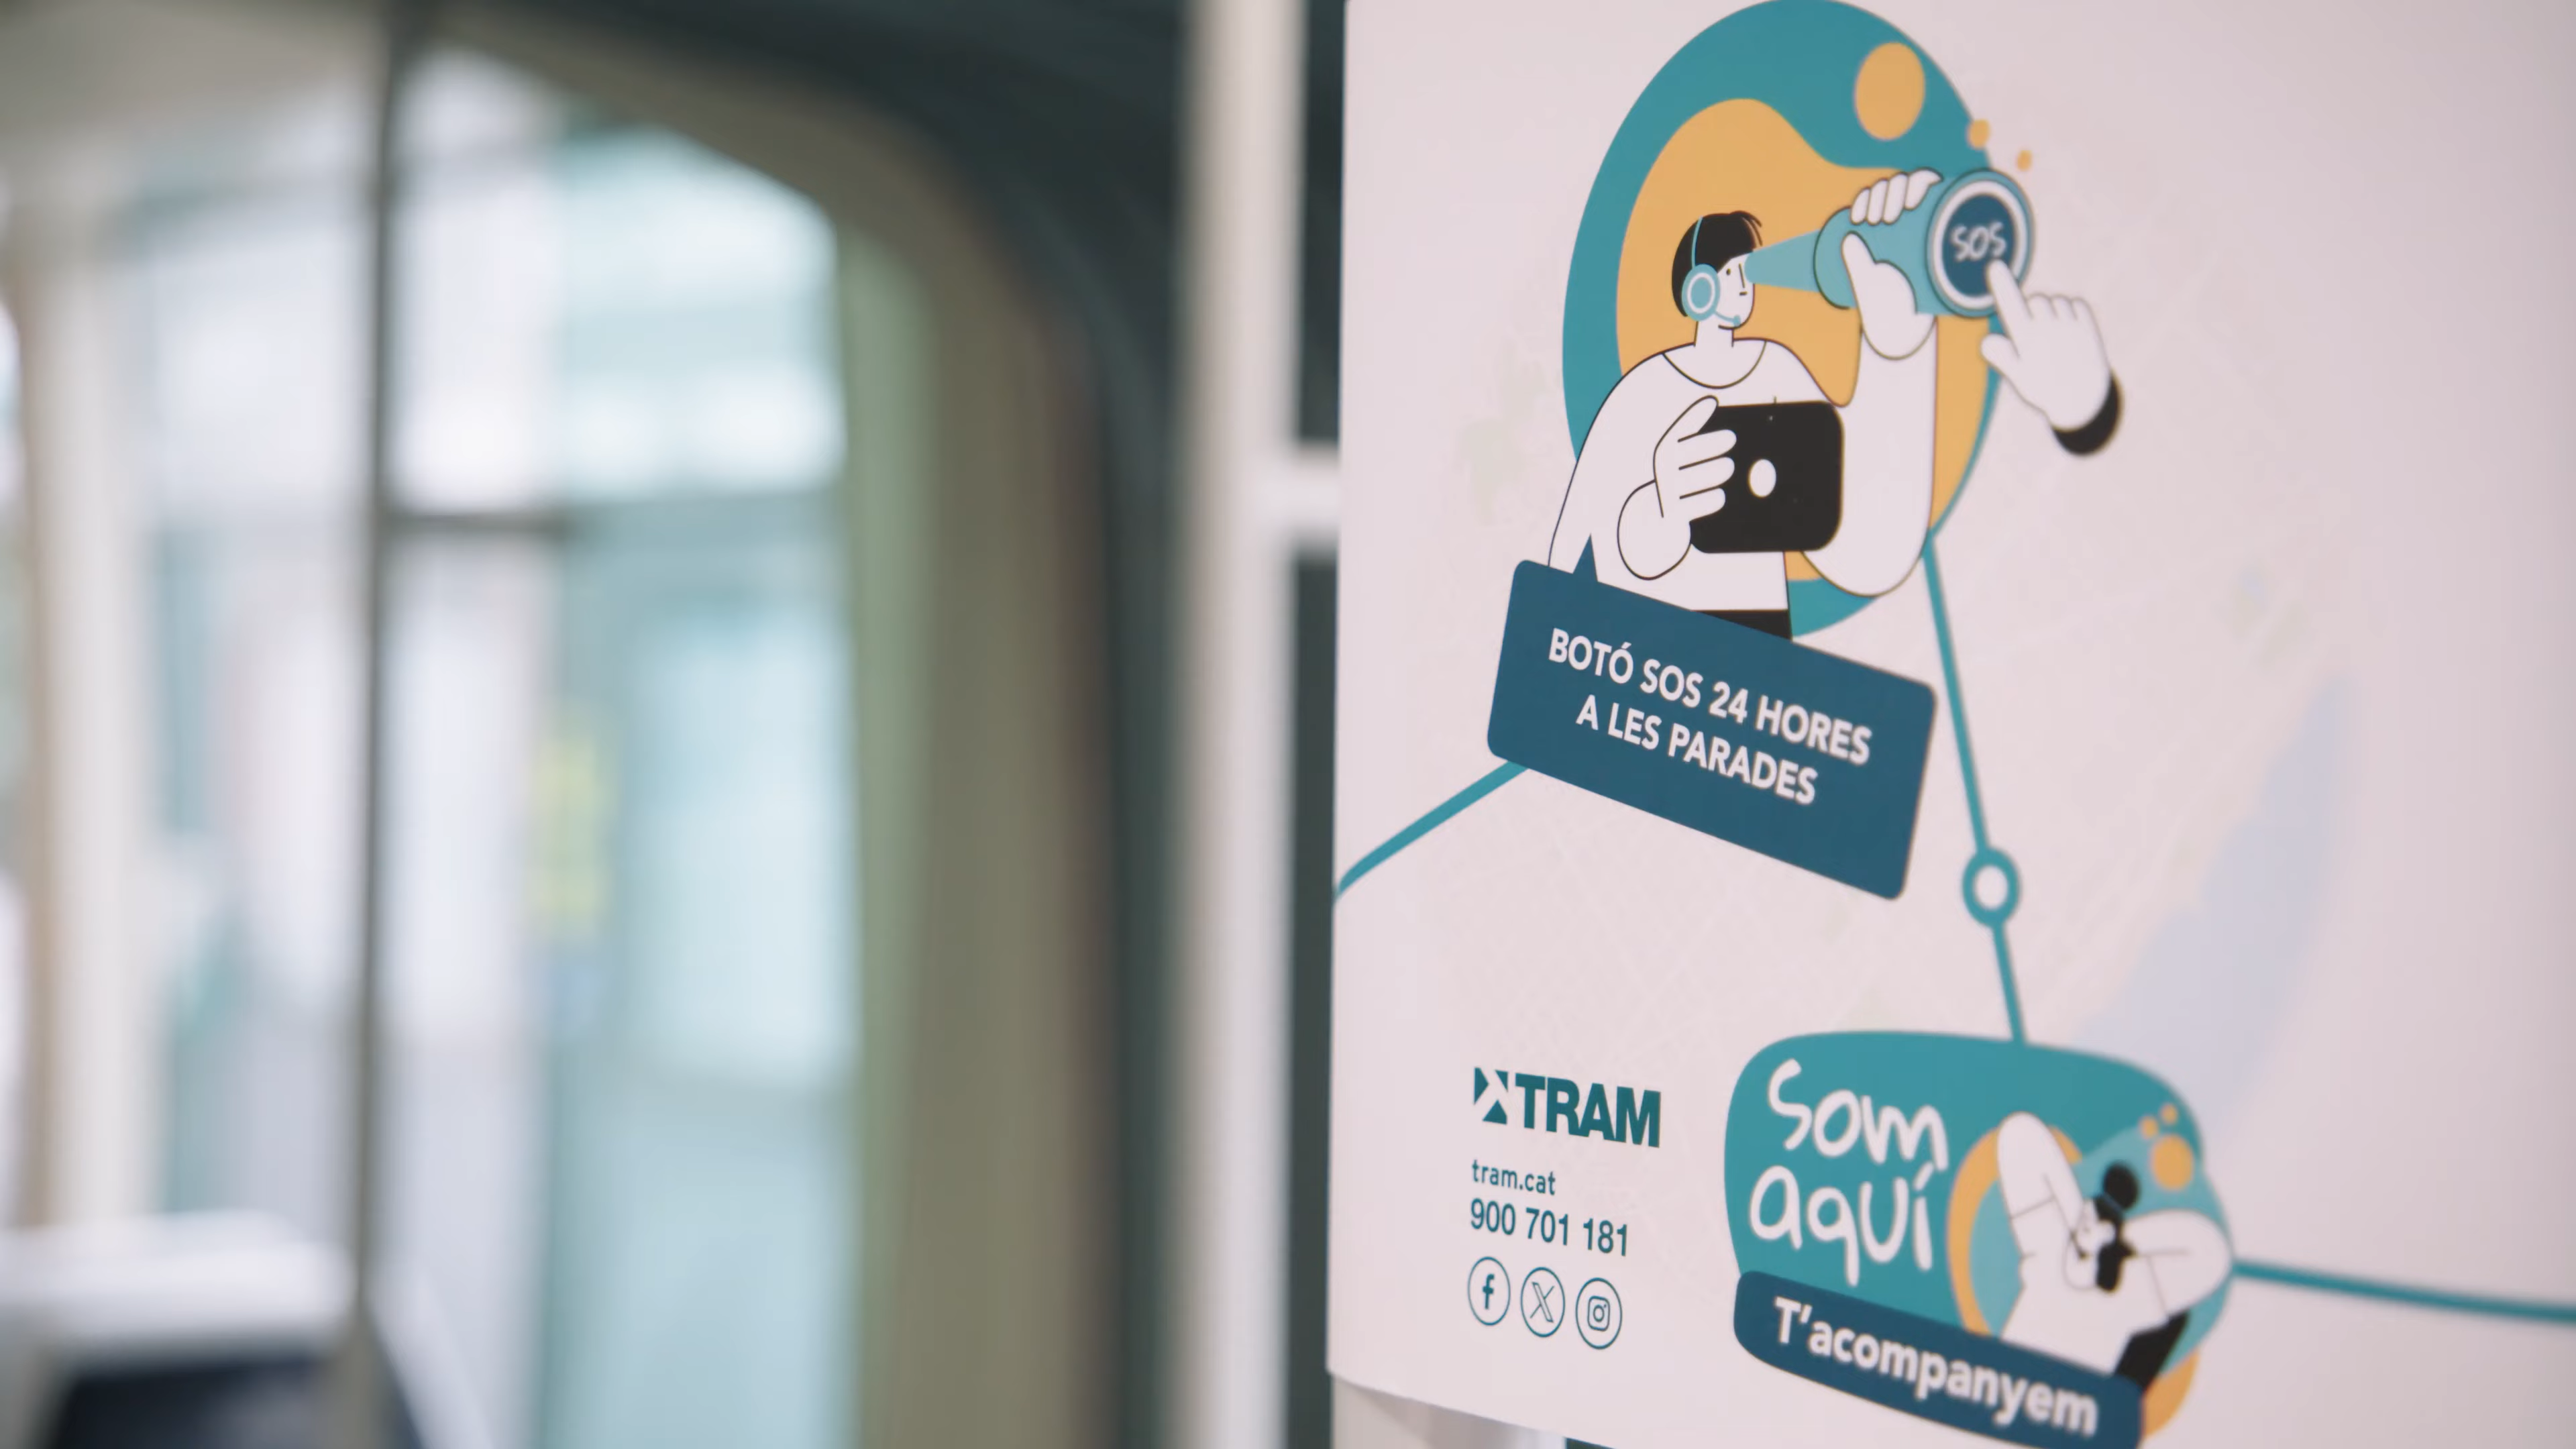 SOS
BOTÓ SOS 24 HORES
A LES PARADES
TRAM
tram.cat
900 701 181
Som
aquí
T'acompanyem